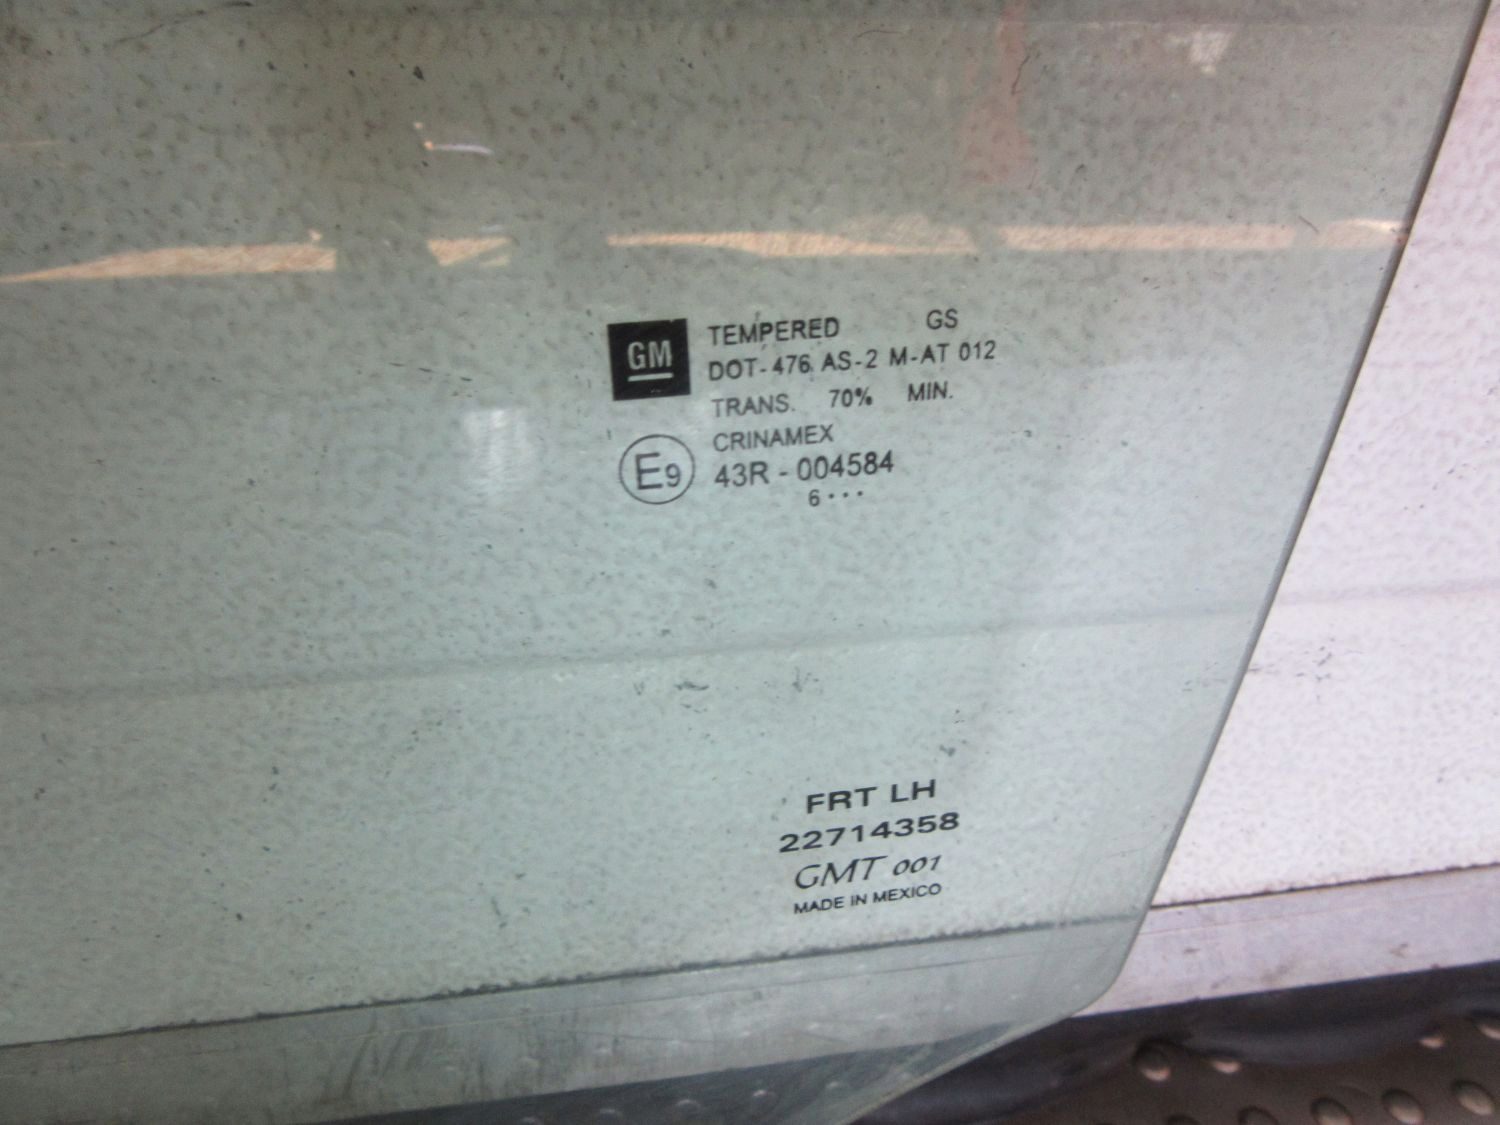 GM
TEMPERED GS
DOT-476 AS-2 M-AT 012
TRANS. 70% MIN.
CRINAMEX
E9 43R - 004584
6 • • •
FRT LH
22714358
GMT 001
MADE IN MEXICO